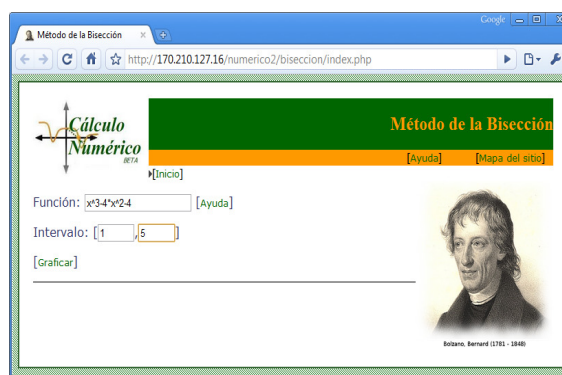 Google
Método de la Bisección
http://170.210.127.16/numerico2/biseccion/index.php
Cálculo
Numérico
BETA
Método de la Bisección
[Ayuda] [Mapa del sitio]
[Inicio]
Función: x^3-4*x^2-4 [Ayuda]
Intervalo: [1,5]
[Graficar]
Bolzano, Bernard (1781 - 1848)